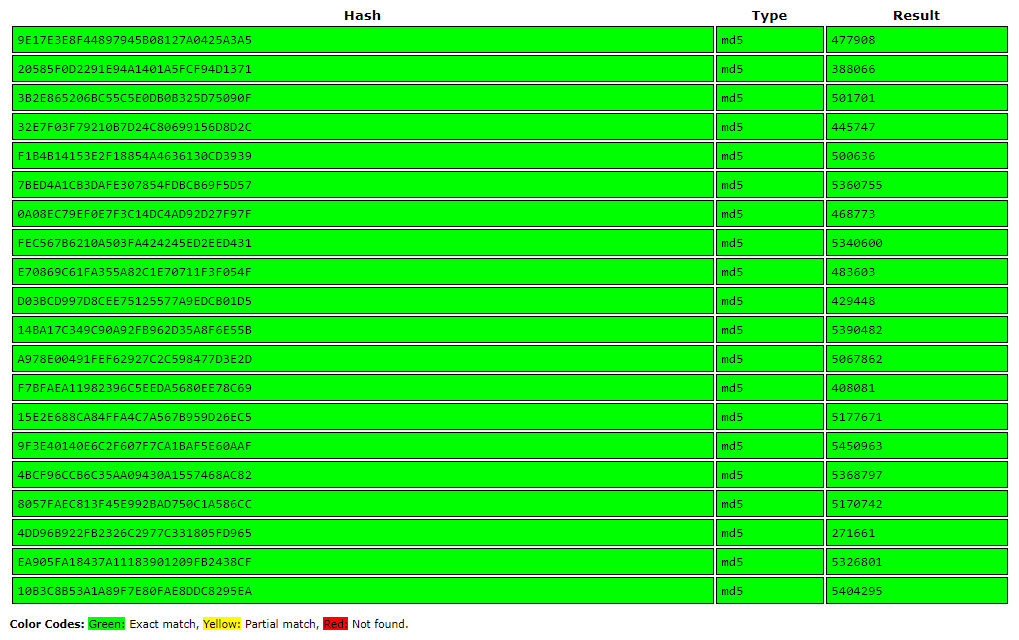 Hash Type Result
9E17E3E8F44897945B08127A0425A3A5 md5 477908
20585F0D2291E94A1401A5FCF94D1371 md5 388066
3B2E865206BC55C5E0DB0B325D75090F md5 501701
32E7F03F79210B7D24C80699156D8D2C md5 445747
F1B4B14153E2F18854A4636130CD3939 md5 500636
7BED4A1CB3DAFE307854FDBCB69F5D57 md5 5360755
0A08EC79EF0E7F3C14DC4AD92D27F97F md5 468773
FEC567B6210A503FA424245ED2EED431 md5 5340600
E70869C61FA355A82C1E70711F3F054F md5 483603
D03BCD997D8CEE75125577A9EDCB01D5 md5 429448
14BA17C349C90A92FB962D35A8F6E55B md5 5390482
A978E00491FEF62927C2C598477D3E2D md5 5067862
F7BFAEA11982396C5EEDA5680EE78C69 md5 408081
15E2E688CA84FFA4C7A567B959D26EC5 md5 5177671
9F3E40140E6C2F607F7CA1BAF5E60AAF md5 5450963
4BCF96CCB6C35AA09430A1557468AC82 md5 5368797
8057FAEC813F45E992BAD750C1A586CC md5 5170742
4DD96B922FB2326C2977C331805FD965 md5 271661
EA905FA18437A11183901209FB2438CF md5 5326801
10B3C8B53A1A89F7E80FAE8DDC8295EA md5 5404295
Color Codes: Green: Exact match, Yellow: Partial match, Red: Not found.